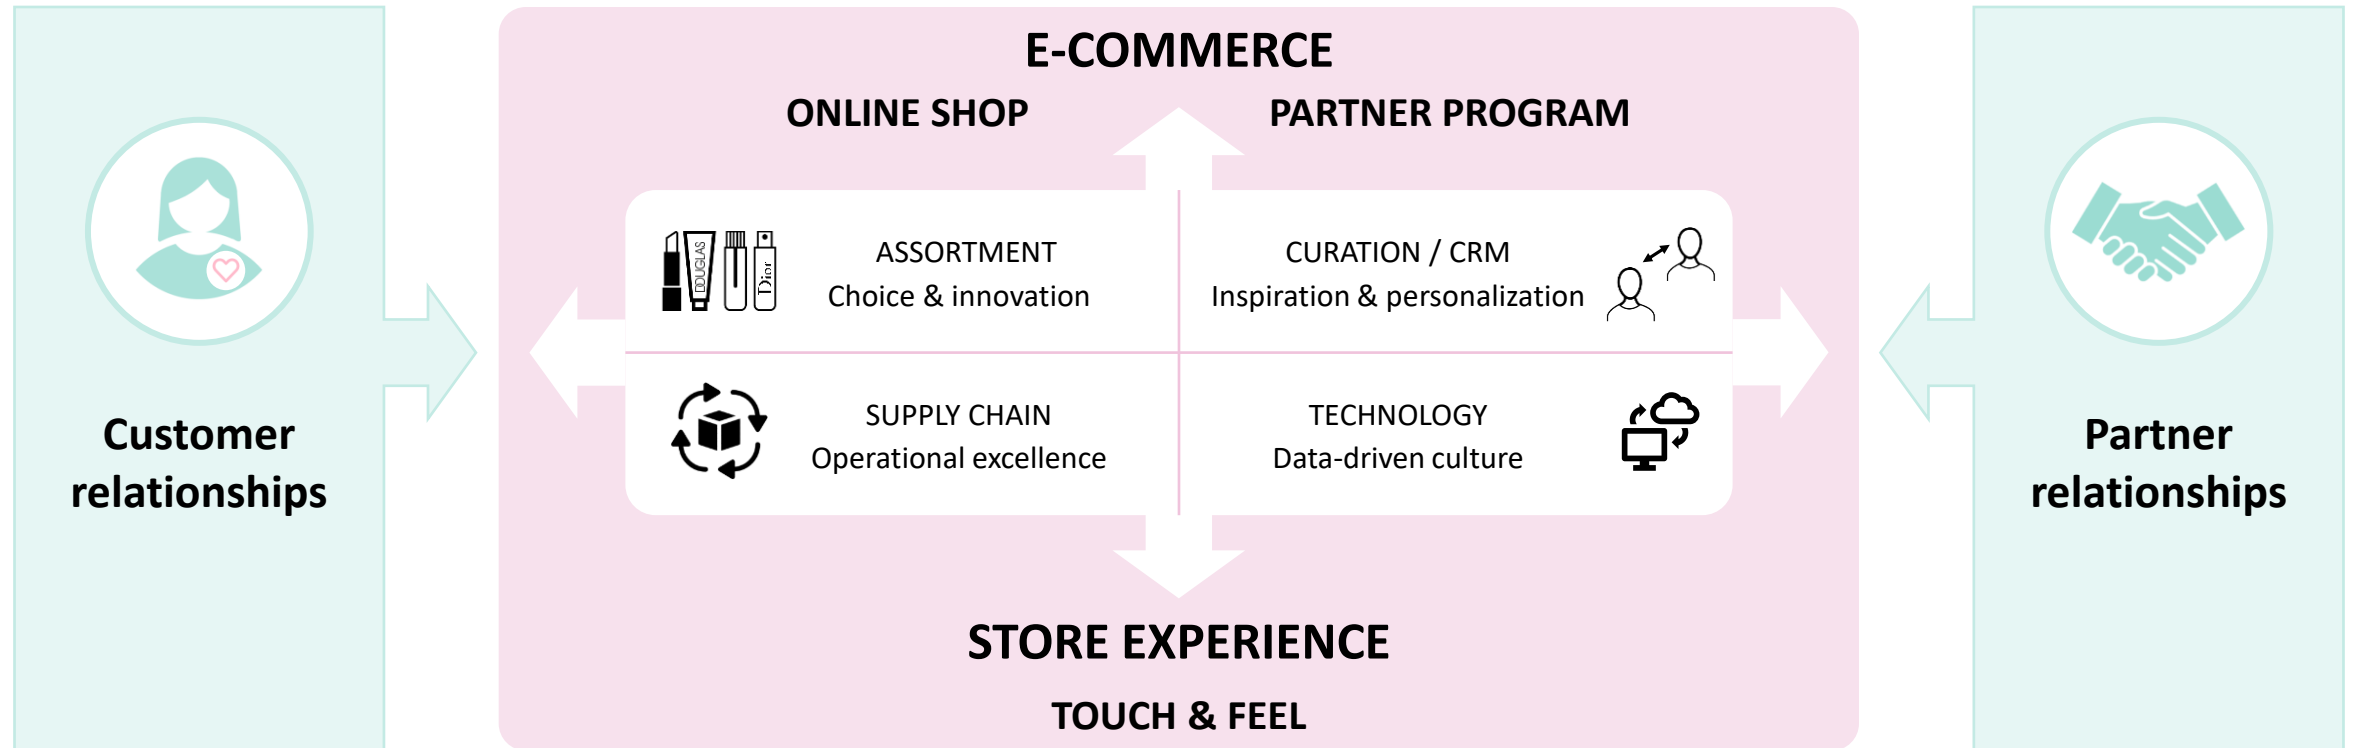 E-COMMERCE
ONLINE SHOP
PARTNER PROGRAM
Customer
relationships
DOUGLAS
Dior
ASSORTMENT
Choice & innovation
CURATION / CRM
Inspiration & personalization
SUPPLY CHAIN
Operational excellence
TECHNOLOGY
Data-driven culture
STORE EXPERIENCE
TOUCH & FEEL
Partner
relationships